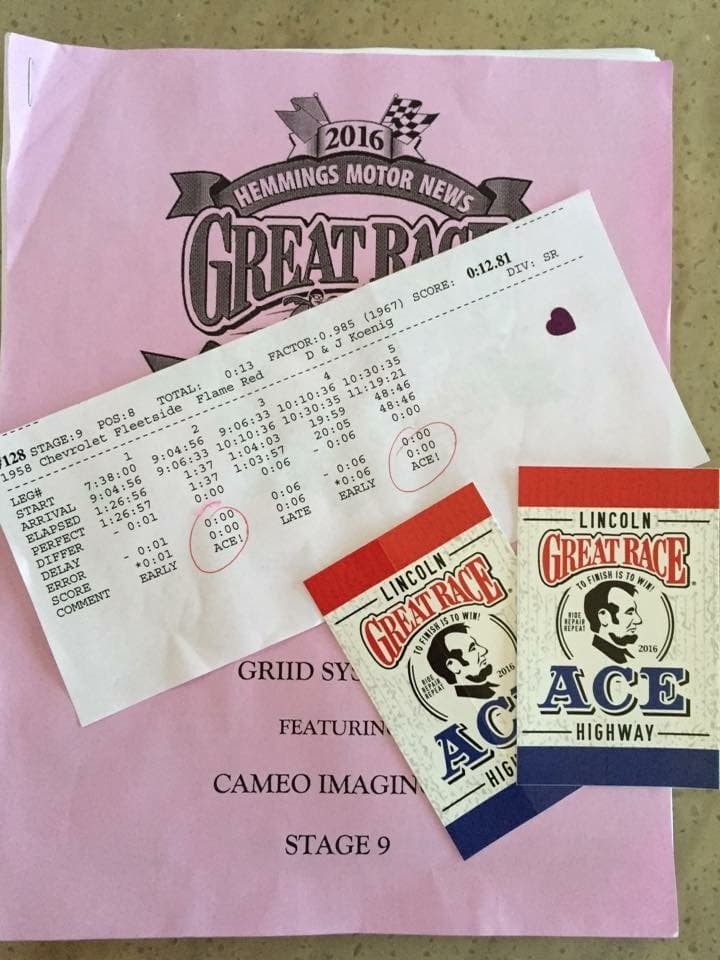 2016
HEMMINGS MOTOR NEWS
GREAT RACE
#128 STAGE:9 POS:8 TOTAL: 0:13 FACTOR:0.985 (1967) SCORE: 0:12.81
1958 Chevrolet Fleetside Flame Red D & J Koenig DIV: SR
LEG# 1 2 3 4 5
START 7:38:00 9:04:56 9:06:33 10:10:36 10:30:35
ARRIVAL 9:04:56 9:06:33 10:10:36 10:30:35 11:19:21
ELAPSED 1:26:56 1:37 1:04:03 19:59 48:46
PERFECT 1:26:57 1:37 1:03:57 20:05 48:46
DIFFER - 0:01 0:00 0:06 - 0:06 0:00
DELAY
ERROR - 0:01 0:00 0:06 - 0:06 0:00
SCORE *0:01 0:00 0:06 *0:06 0:00
COMMENT EARLY ACE! LATE EARLY ACE!
GRIID SYS
FEATURIN
CAMEO IMAGIN
STAGE 9
LINCOLN
GREAT RACE
TO FINISH IS TO WIN!
RIDE
REPAIR
REPEAT
2016
AC
HIG
LINCOLN
GREAT RACE
TO FINISH IS TO WIN!
RIDE
REPAIR
REPEAT
2016
ACE
HIGHWAY